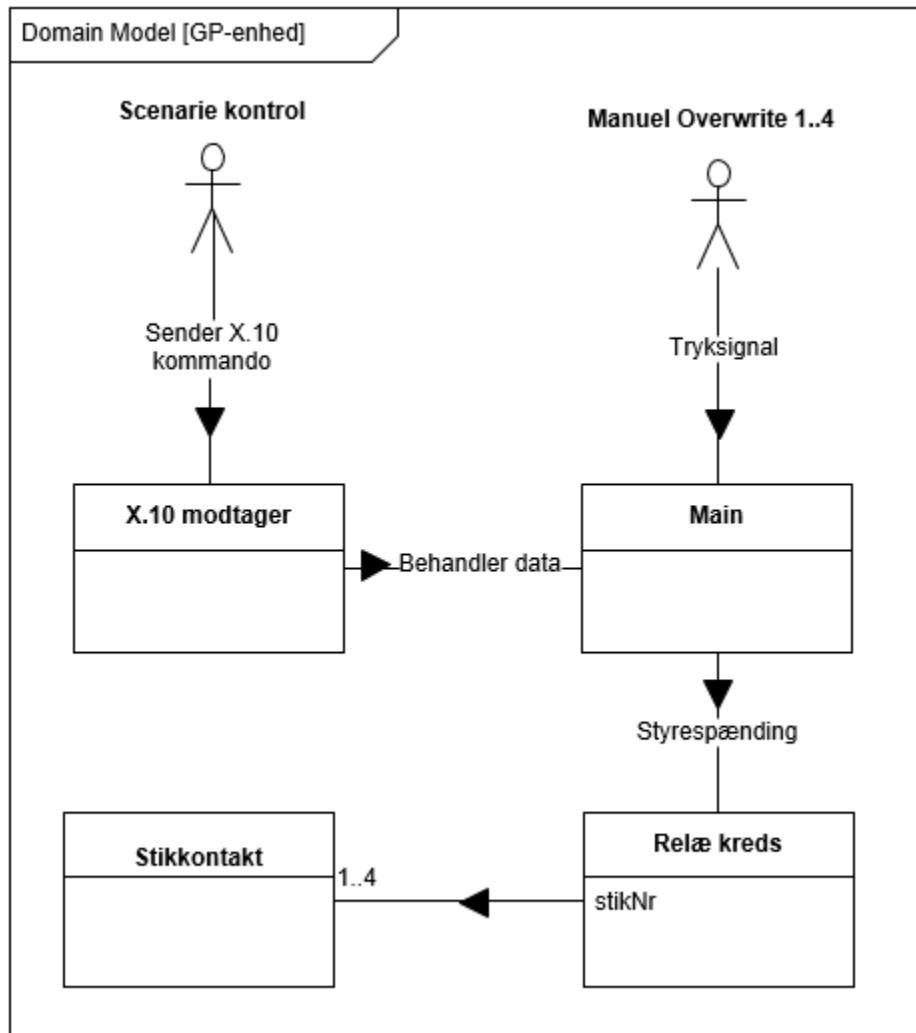 Domain Model [GP-enhed]
Scenarie kontrol
Manuel Overwrite 1..4
Sender X.10
kommando
Tryksignal
X.10 modtager
Main
Behandler data
Styrespænding
Stikkontakt
Relæ kreds
1..4
stikNr